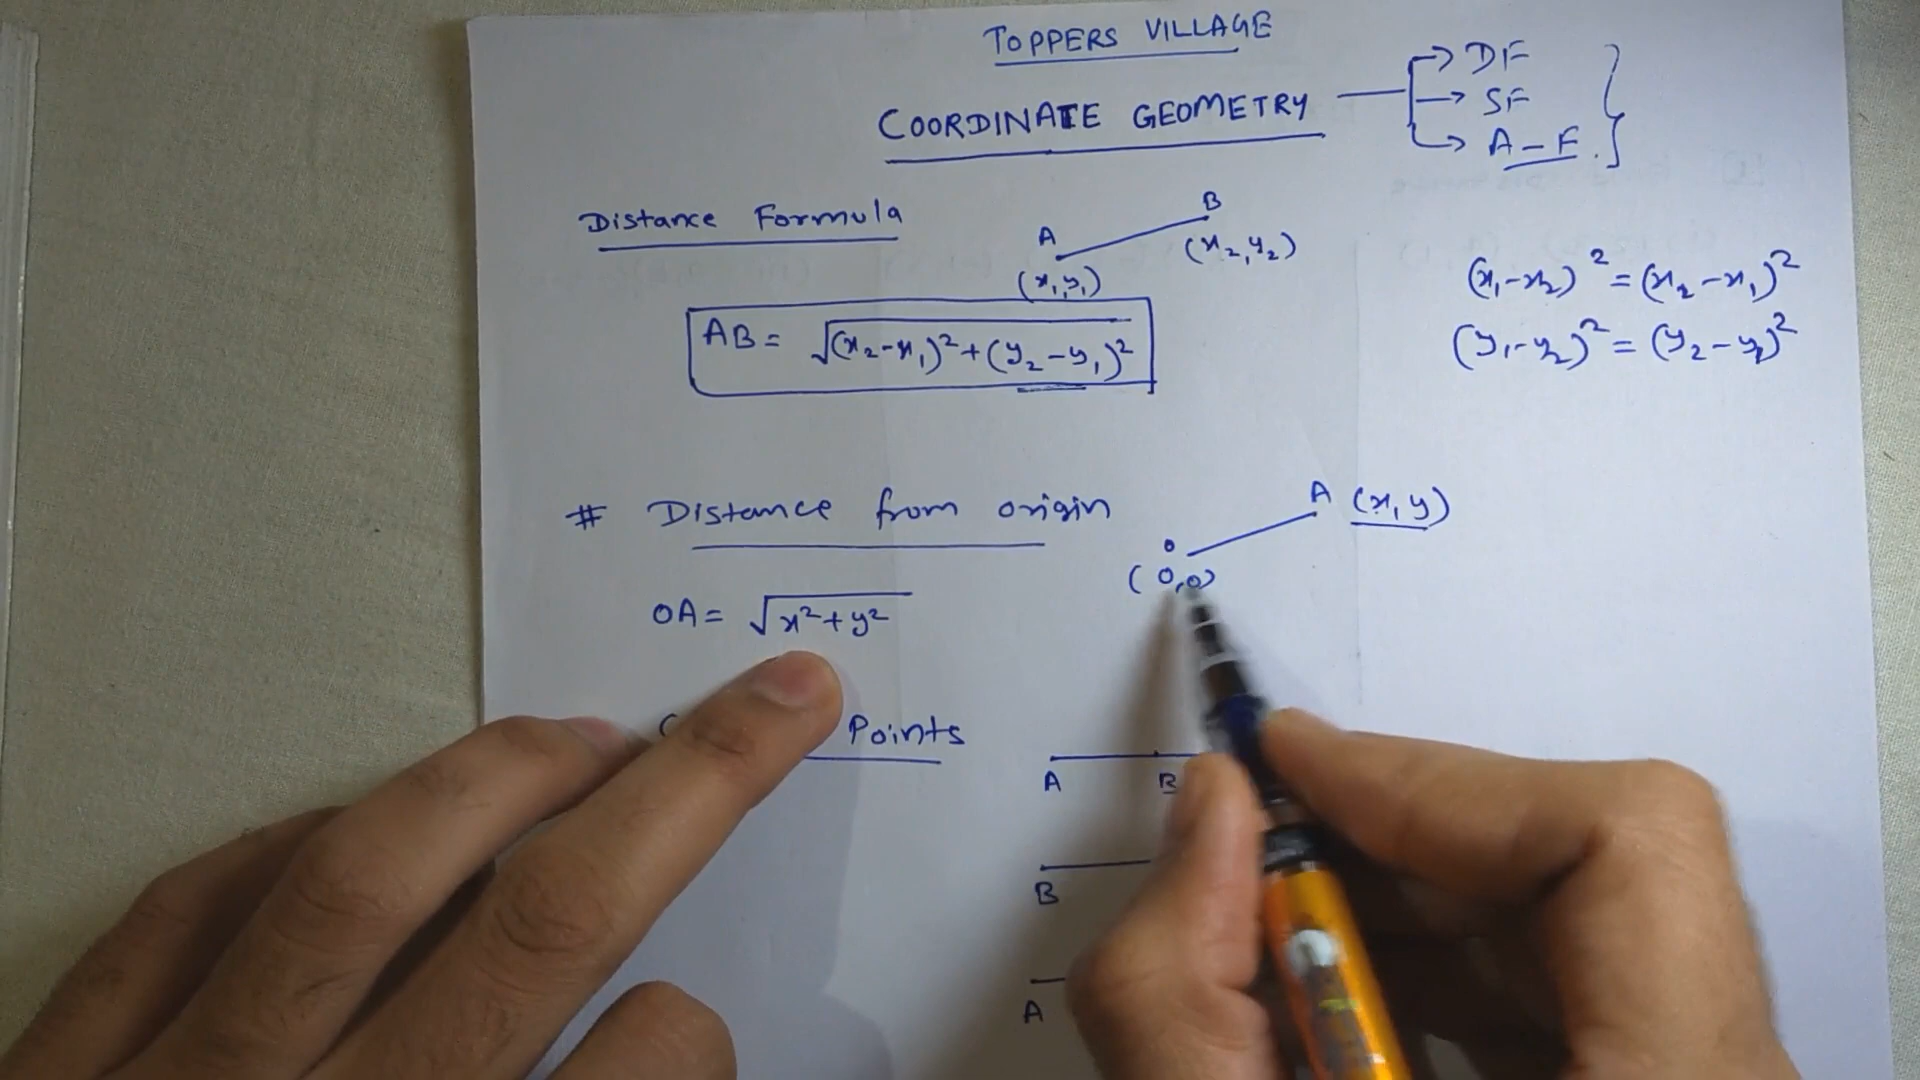 TOPPERS VILLAGE
COORDINATE GEOMETRY
→ DF
→ SF
→ A-F.
Distance Formula
A
B
(x₁,y₁)
(x₂,y₂)
AB = √(x₂-x₁)²+(y₂-y₁)²
(x₁-x₂)² = (x₂-x₁)²
(y₁-y₂)² = (y₂-y₁)²
# Distance from origin
O
(0,0)
A (x,y)
OA = √x²+y²
Points
A
B
B
A